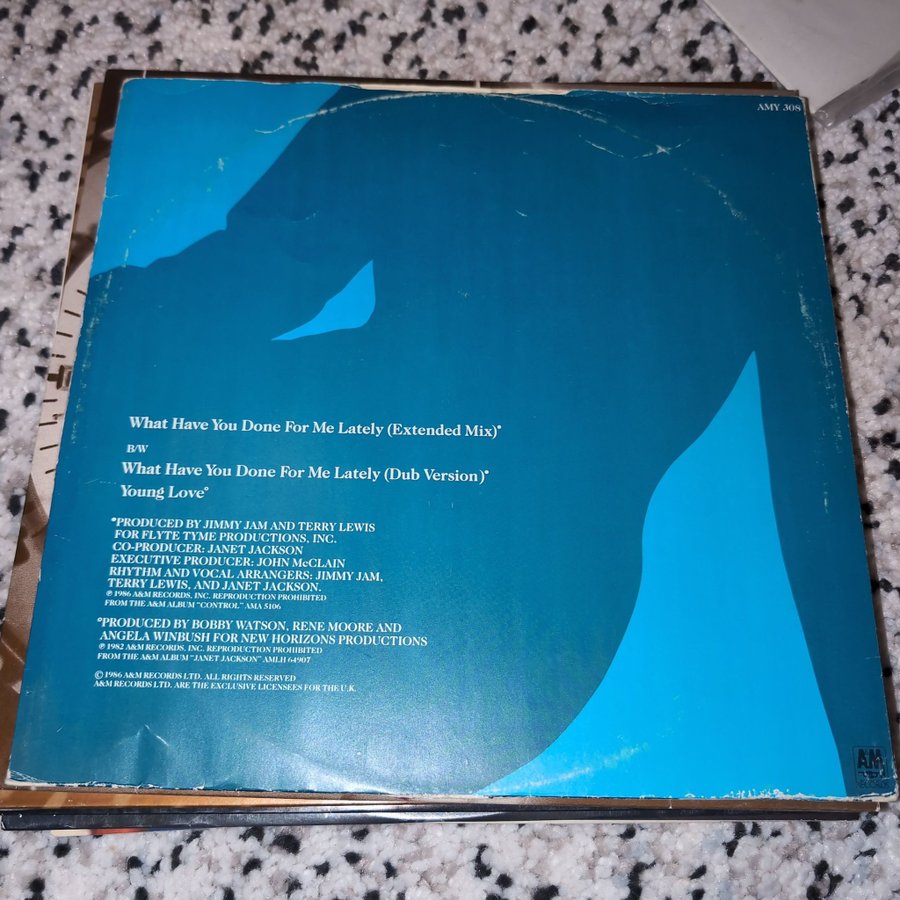 AMY 308
What Have You Done For Me Lately (Extended Mix)*
B/W
What Have You Done For Me Lately (Dub Version)*
Young Love°
*PRODUCED BY JIMMY JAM AND TERRY LEWIS
FOR FLYTE TYME PRODUCTIONS, INC.
CO-PRODUCER: JANET JACKSON
EXECUTIVE PRODUCER: JOHN McCLAIN
RHYTHM AND VOCAL ARRANGERS: JIMMY JAM,
TERRY LEWIS, AND JANET JACKSON.
℗ 1986 A&M RECORDS, INC. REPRODUCTION PROHIBITED
FROM THE A&M ALBUM "CONTROL" AMA 5106
°PRODUCED BY BOBBY WATSON, RENE MOORE AND
ANGELA WINBUSH FOR NEW HORIZONS PRODUCTIONS
℗ 1982 A&M RECORDS, INC. REPRODUCTION PROHIBITED
FROM THE A&M ALBUM "JANET JACKSON" AMLH 64907
© 1986 A&M RECORDS LTD. ALL RIGHTS RESERVED
A&M RECORDS LTD. ARE THE EXCLUSIVE LICENSEES FOR THE U.K.
A&M